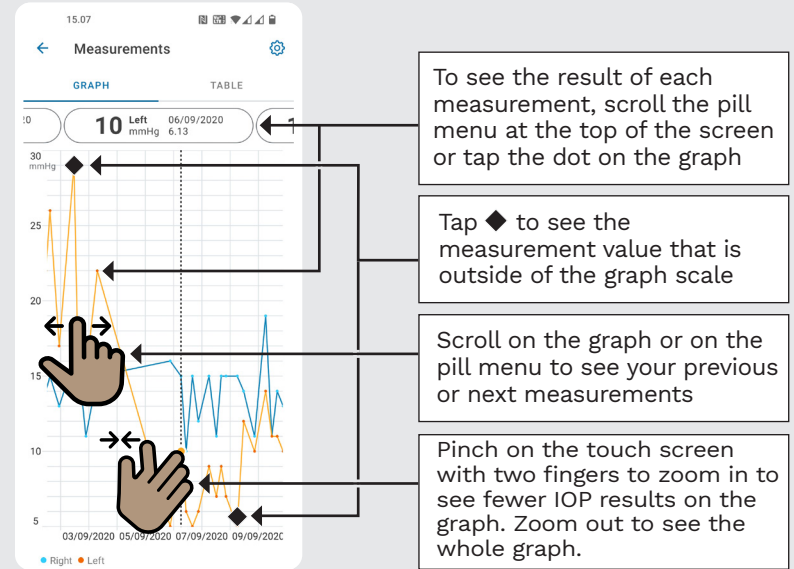 15.07
Measurements
GRAPH TABLE
10 Left 06/09/2020
mmHg 6.13
30
mmHg
25
20
15
10
5
03/09/2020 05/09/2020 07/09/2020 09/09/2020
Right Left
To see the result of each
measurement, scroll the pill
menu at the top of the screen
or tap the dot on the graph
Tap ◆ to see the
measurement value that is
outside of the graph scale
Scroll on the graph or on the
pill menu to see your previous
or next measurements
Pinch on the touch screen
with two fingers to zoom in to
see fewer IOP results on the
graph. Zoom out to see the
whole graph.